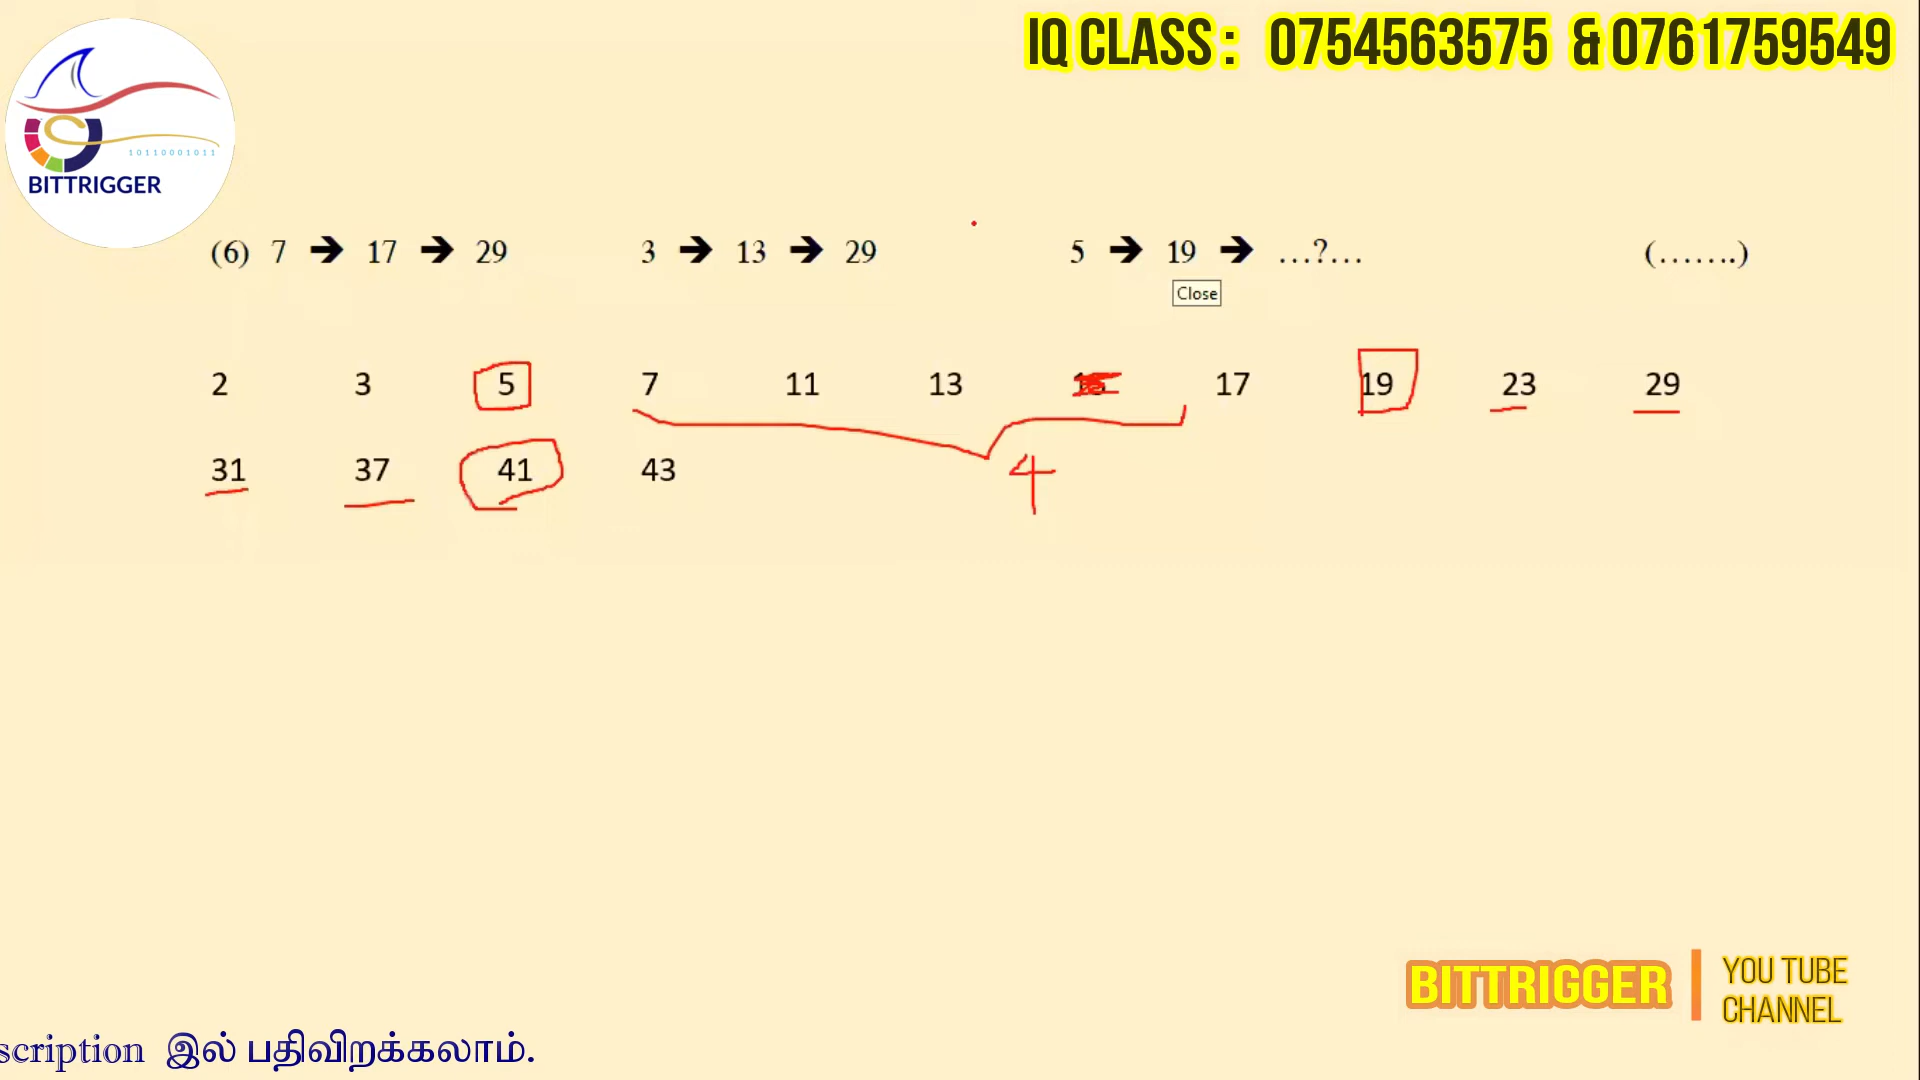 IQ CLASS : 0754563575 & 0761759549
10110001011
BITTRIGGER
(6) 7 ➔ 17 ➔ 29 3 ➔ 13 ➔ 29 5 ➔ 19 ➔ ...?... (.......)
Close
2 3 5 7 11 13 17 19 23 29
31 37 41 43 4
BITTRIGGER YOU TUBE
CHANNEL
scription இல் பதிவிறக்கலாம்.